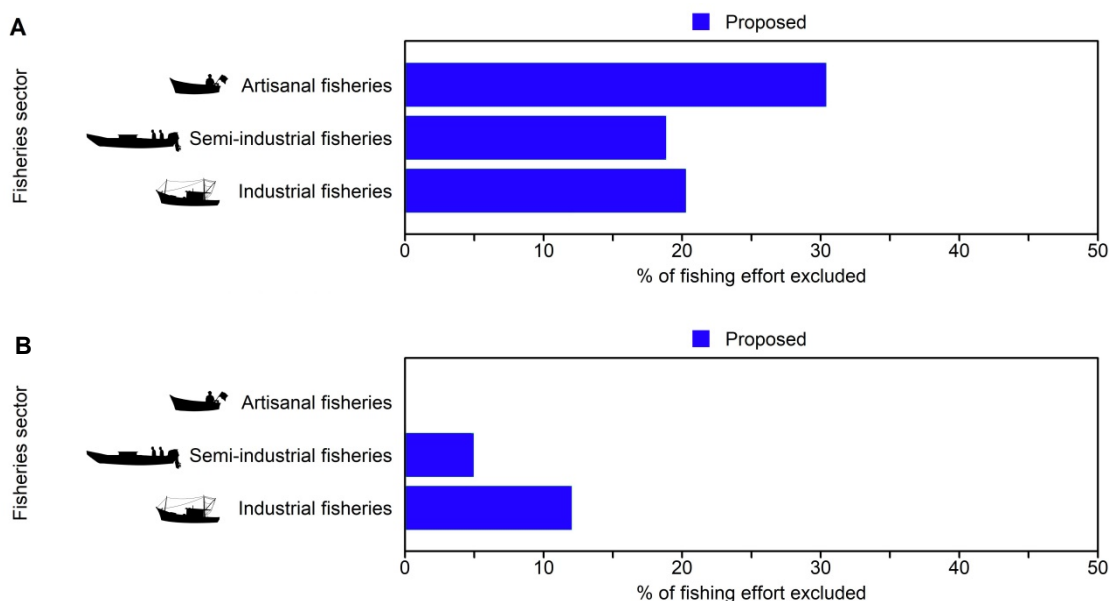 A
Proposed
Fisheries sector
Artisanal fisheries
Semi-industrial fisheries
Industrial fisheries
0 10 20 30 40 50
% of fishing effort excluded
B
Proposed
Fisheries sector
Artisanal fisheries
Semi-industrial fisheries
Industrial fisheries
0 10 20 30 40 50
% of fishing effort excluded